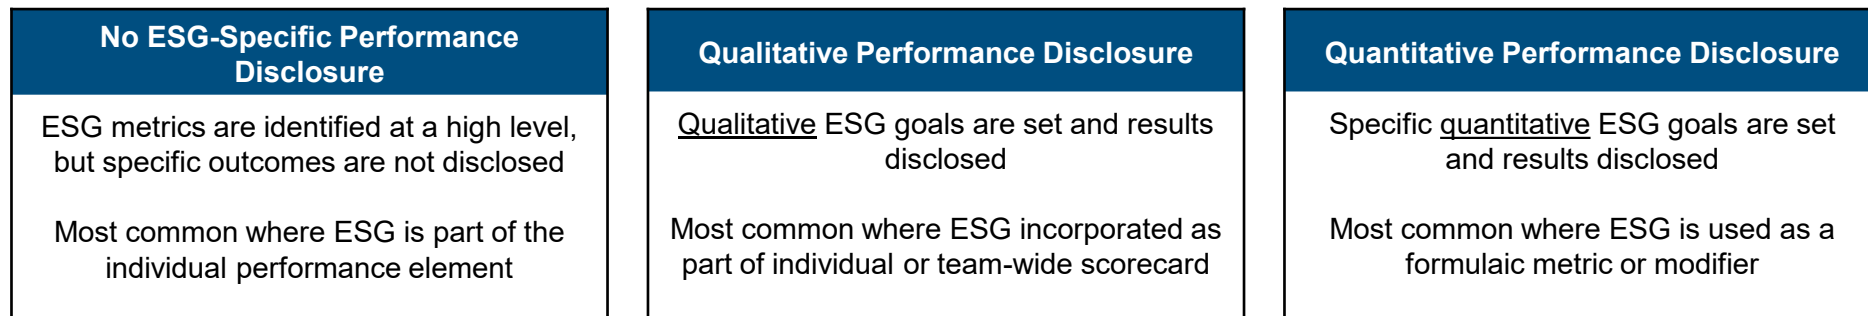 No ESG-Specific Performance
Disclosure
ESG metrics are identified at a high level,
but specific outcomes are not disclosed
Most common where ESG is part of the
individual performance element
Qualitative Performance Disclosure
Qualitative ESG goals are set and results
disclosed
Most common where ESG incorporated as
part of individual or team-wide scorecard
Quantitative Performance Disclosure
Specific quantitative ESG goals are set
and results disclosed
Most common where ESG is used as a
formulaic metric or modifier